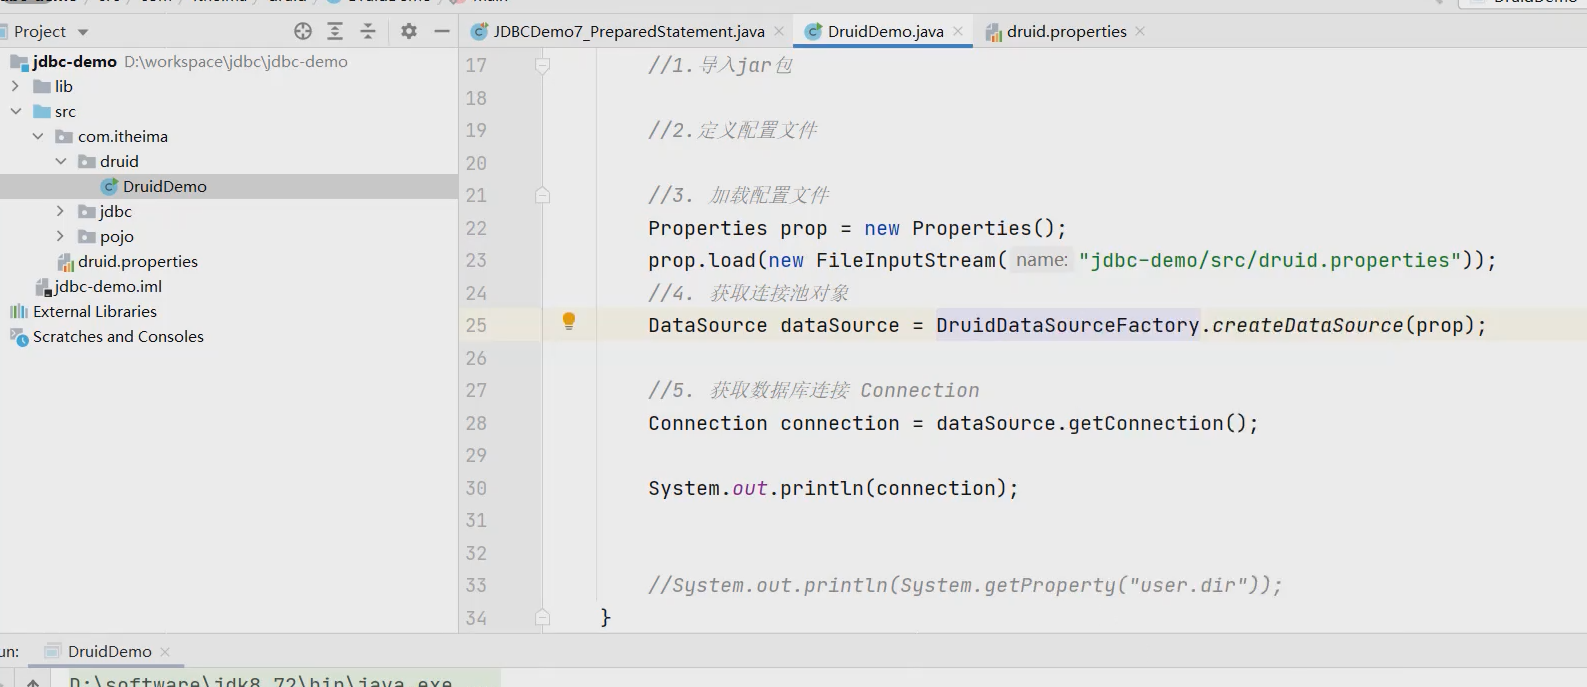 Project
JDBCDemo7_PreparedStatement.java
DruidDemo.java
druid.properties
jdbc-demo D:\workspace\jdbc\jdbc-demo
lib
src
com.itheima
druid
DruidDemo
jdbc
pojo
druid.properties
jdbc-demo.iml
External Libraries
Scratches and Consoles
17 //1.导入jar包
18
19 //2.定义配置文件
20
21 //3. 加载配置文件
22 Properties prop = new Properties();
23 prop.load(new FileInputStream( name: "jdbc-demo/src/druid.properties"));
24 //4. 获取连接池对象
25 DataSource dataSource = DruidDataSourceFactory.createDataSource(prop);
26
27 //5. 获取数据库连接 Connection
28 Connection connection = dataSource.getConnection();
29
30 System.out.println(connection);
31
32
33 //System.out.println(System.getProperty("user.dir"));
34 }
un: DruidDemo
D:\software\jdk8_72\bin\java.exe